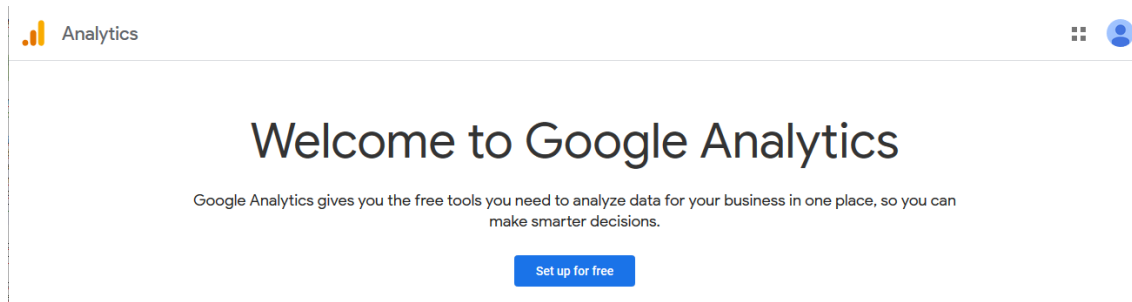 Analytics
Welcome to Google Analytics
Google Analytics gives you the free tools you need to analyze data for your business in one place, so you can
make smarter decisions.
Set up for free